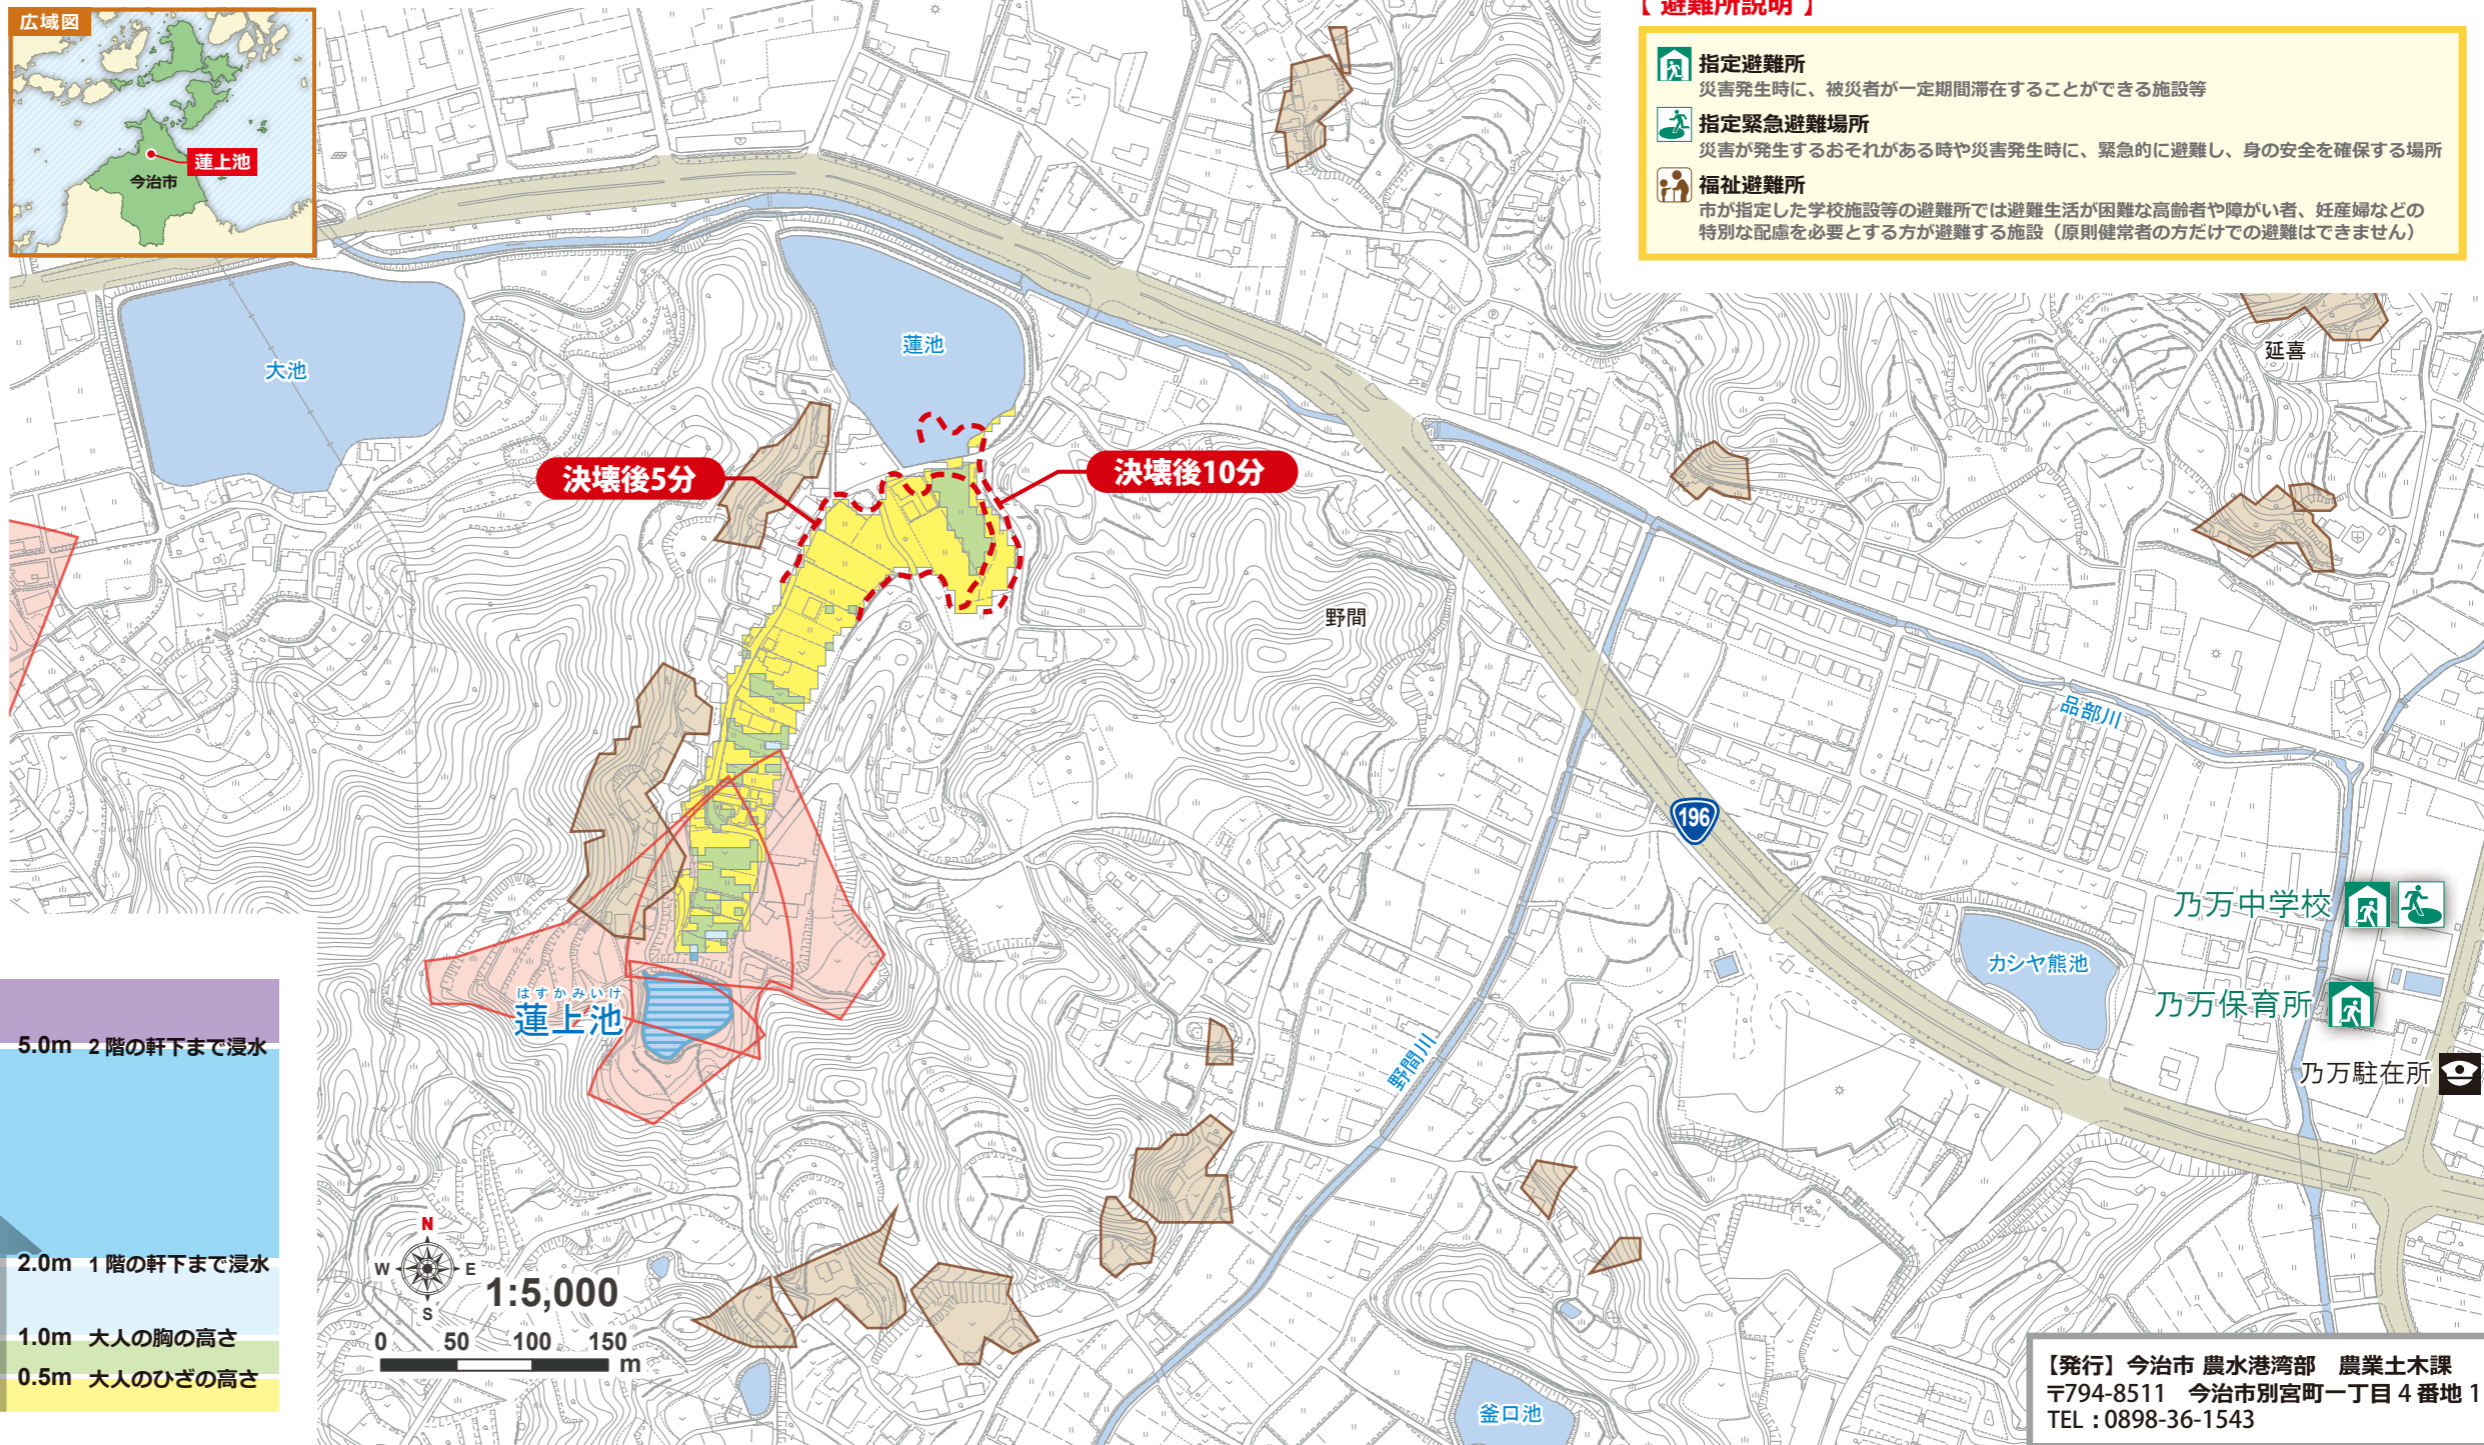 広域図
蓮上池
今治市
【 避難所説明 】
指定避難所
災害発生時に、被災者が一定期間滞在することができる施設等
指定緊急避難場所
災害が発生するおそれがある時や災害発生時に、緊急的に避難し、身の安全を確保する場所
福祉避難所
市が指定した学校施設等の避難所では避難生活が困難な高齢者や障がい者、妊産婦などの
特別な配慮を必要とする方が避難する施設（原則健常者の方だけでの避難はできません）
大池
蓮池
延喜
決壊後5分
決壊後10分
野間
品部川
196
乃万中学校
カシヤ熊池
乃万保育所
乃万駐在所
はすかみいけ
蓮上池
野間川
釜口池
5.0m 2階の軒下まで浸水
2.0m 1階の軒下まで浸水
1.0m 大人の胸の高さ
0.5m 大人のひざの高さ
N
W E
S
1:5,000
0 50 100 150
m
【発行】今治市 農水港湾部 農業土木課
〒794-8511 今治市別宮町一丁目4番地1
TEL：0898-36-1543